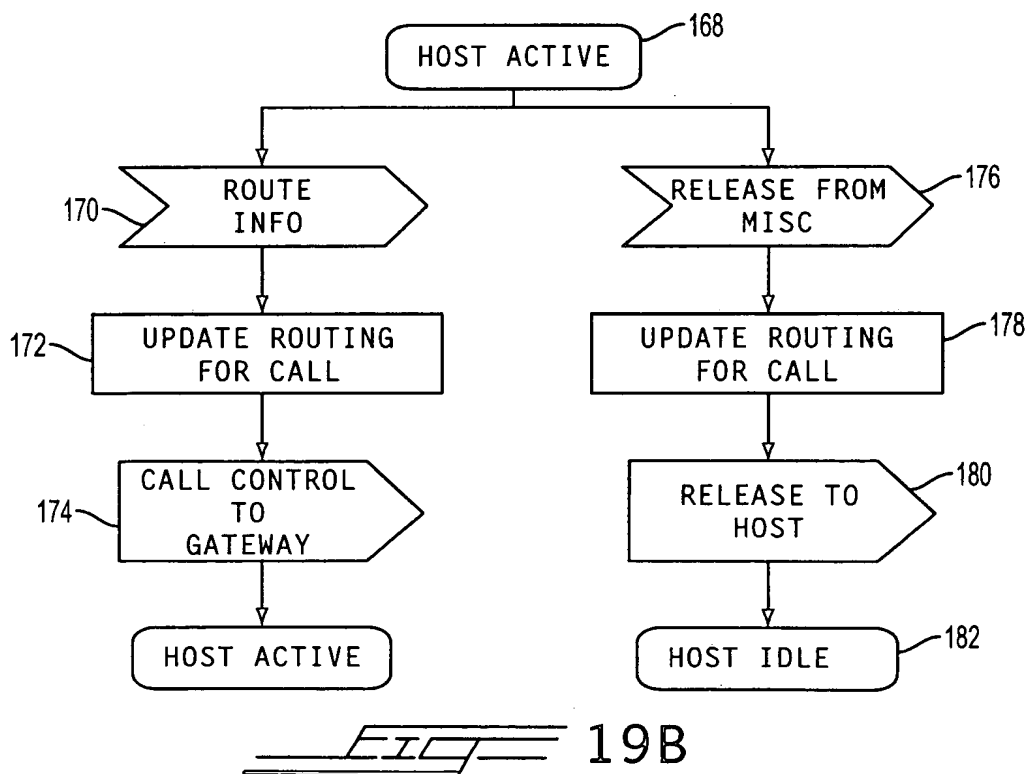 HOST ACTIVE
168
170
ROUTE
INFO
RELEASE FROM
MISC
176
172
UPDATE ROUTING
FOR CALL
UPDATE ROUTING
FOR CALL
178
174
CALL CONTROL
TO
GATEWAY
RELEASE TO
HOST
180
HOST ACTIVE
HOST IDLE
182
FIG 19B